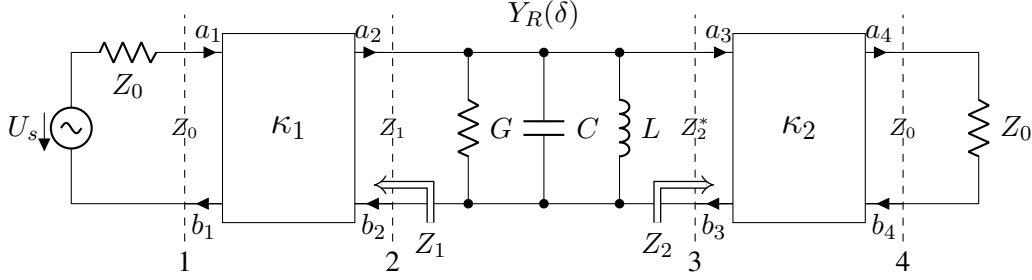 Y_R(δ)
a_1 a_2 a_3 a_4
Z_0
U_s Z_0 κ_1 Z_1 G C L Z_2^* κ_2 Z_0 Z_0
b_1 b_2 b_3 b_4
Z_1 Z_2
1 2 3 4